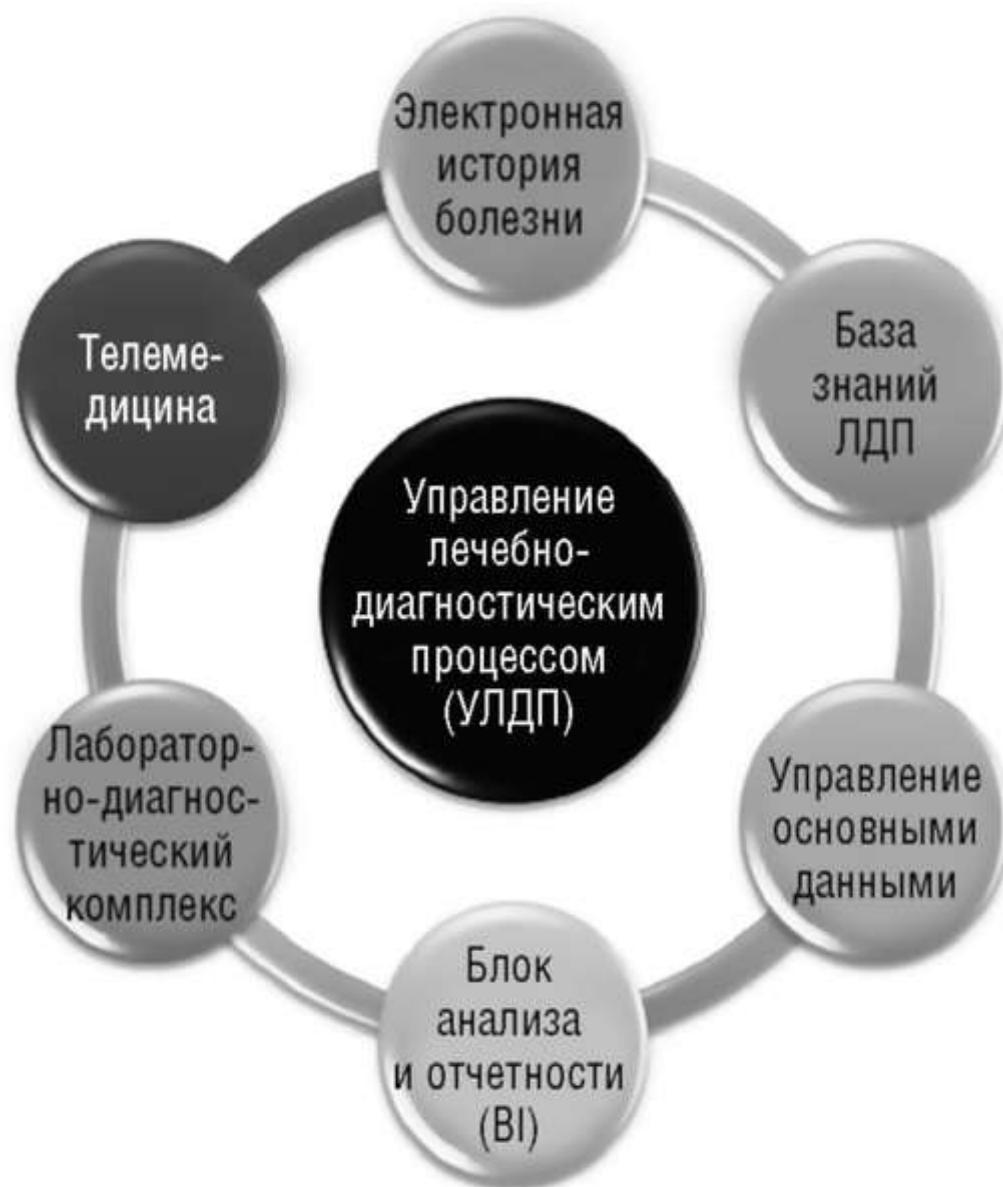 Электронная
история
болезни
База
знаний
ЛДП
Управление
основными
данными
Блок
анализа
и отчетности
(BI)
Лаборатор-
но-диагнос-
тический
комплекс
Телеме-
дицина
Управление
лечебно-
диагностическим
процессом
(УЛДП)